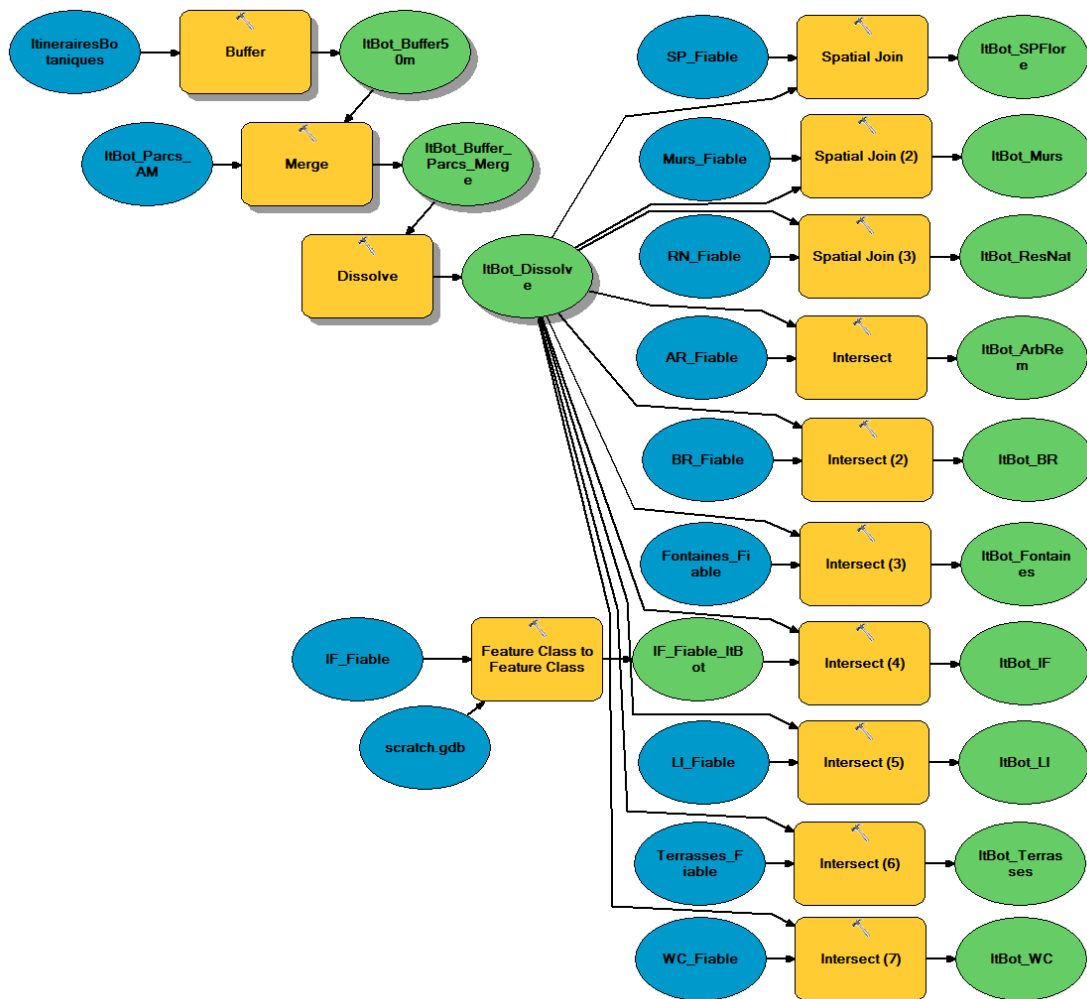 ItinerairesBo
taniques
Buffer
ItBot_Buffer5
0m
SP_Fiable
Spatial Join
ItBot_SPFlor
e
ItBot_Parcs_
AM
Merge
ItBot_Buffer_
Parcs_Merg
e
Murs_Fiable
Spatial Join (2)
ItBot_Murs
Dissolve
ItBot_Dissolv
e
RN_Fiable
Spatial Join (3)
ItBot_ResNat
AR_Fiable
Intersect
ItBot_ArbRe
m
BR_Fiable
Intersect (2)
ItBot_BR
Fontaines_Fi
able
Intersect (3)
ItBot_Fontain
es
IF_Fiable
Feature Class to
Feature Class
IF_Fiable_ItB
ot
Intersect (4)
ItBot_IF
scratch.gdb
LI_Fiable
Intersect (5)
ItBot_LI
Terrasses_F
iable
Intersect (6)
ItBot_Terras
ses
WC_Fiable
Intersect (7)
ItBot_WC